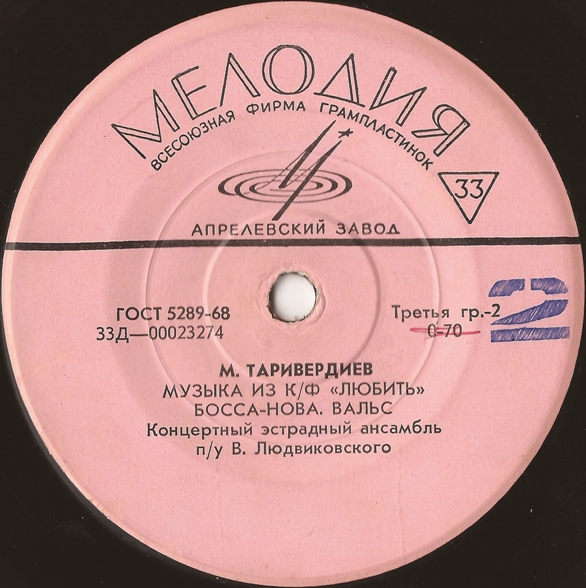 МЕЛОДИЯ
ВСЕСОЮЗНАЯ ФИРМА ГРАМПЛАСТИНОК
33
АПРЕЛЕВСКИЙ ЗАВОД
ГОСТ 5289-68
Третья гр.-2
33Д—00023274
0-70
2
М. ТАРИВЕРДИЕВ
МУЗЫКА ИЗ К/Ф «ЛЮБИТЬ»
БОССА-НОВА. ВАЛЬС
Концертный эстрадный ансамбль
п/у В. Людвиковского